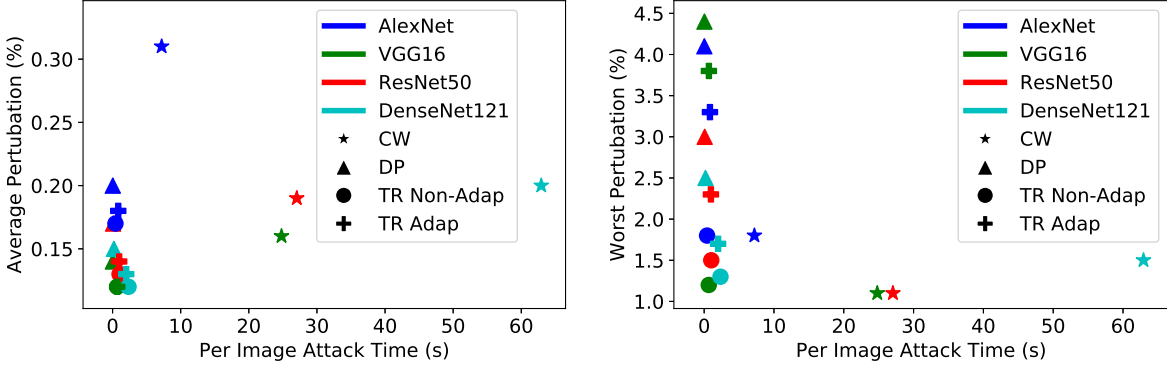 Average Pertubation (%)
0.30
0.25
0.20
0.15
0
10
20
30
40
50
60
Per Image Attack Time (s)
AlexNet
VGG16
ResNet50
DenseNet121
CW
DP
TR Non-Adap
TR Adap
Worst Pertubation (%)
4.5
4.0
3.5
3.0
2.5
2.0
1.5
1.0
0
10
20
30
40
50
60
Per Image Attack Time (s)
AlexNet
VGG16
ResNet50
DenseNet121
CW
DP
TR Non-Adap
TR Adap